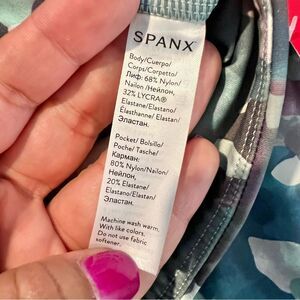 SPANX
Body/Cuerpo/
Corps/Corpetto/
Лиф: 68% Nylon/
Nailon /Нейлон,
32% LYCRA®
Elastane/Elastano/
Élasthanne/Elastan/
Эластан.
Pocket/ Bolsillo/
Poche/ Tasche/
Карман:
80% Nylon/Nailon/
Нейлон,
20% Elastane/
Elastano/Elastan/
Эластан.
Machine wash warm.
With like colors.
Do not use fabric
softener.